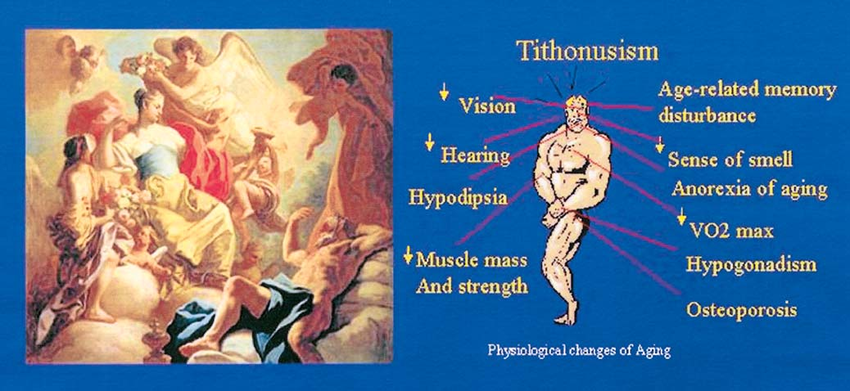 Tithonusism
↓ Vision
↓ Hearing
Hypodipsia
↓ Muscle mass
And strength
Age-related memory
disturbance
↓ Sense of smell
Anorexia of aging
↓ VO2 max
Hypogonadism
Osteoporosis
Physiological changes of Aging